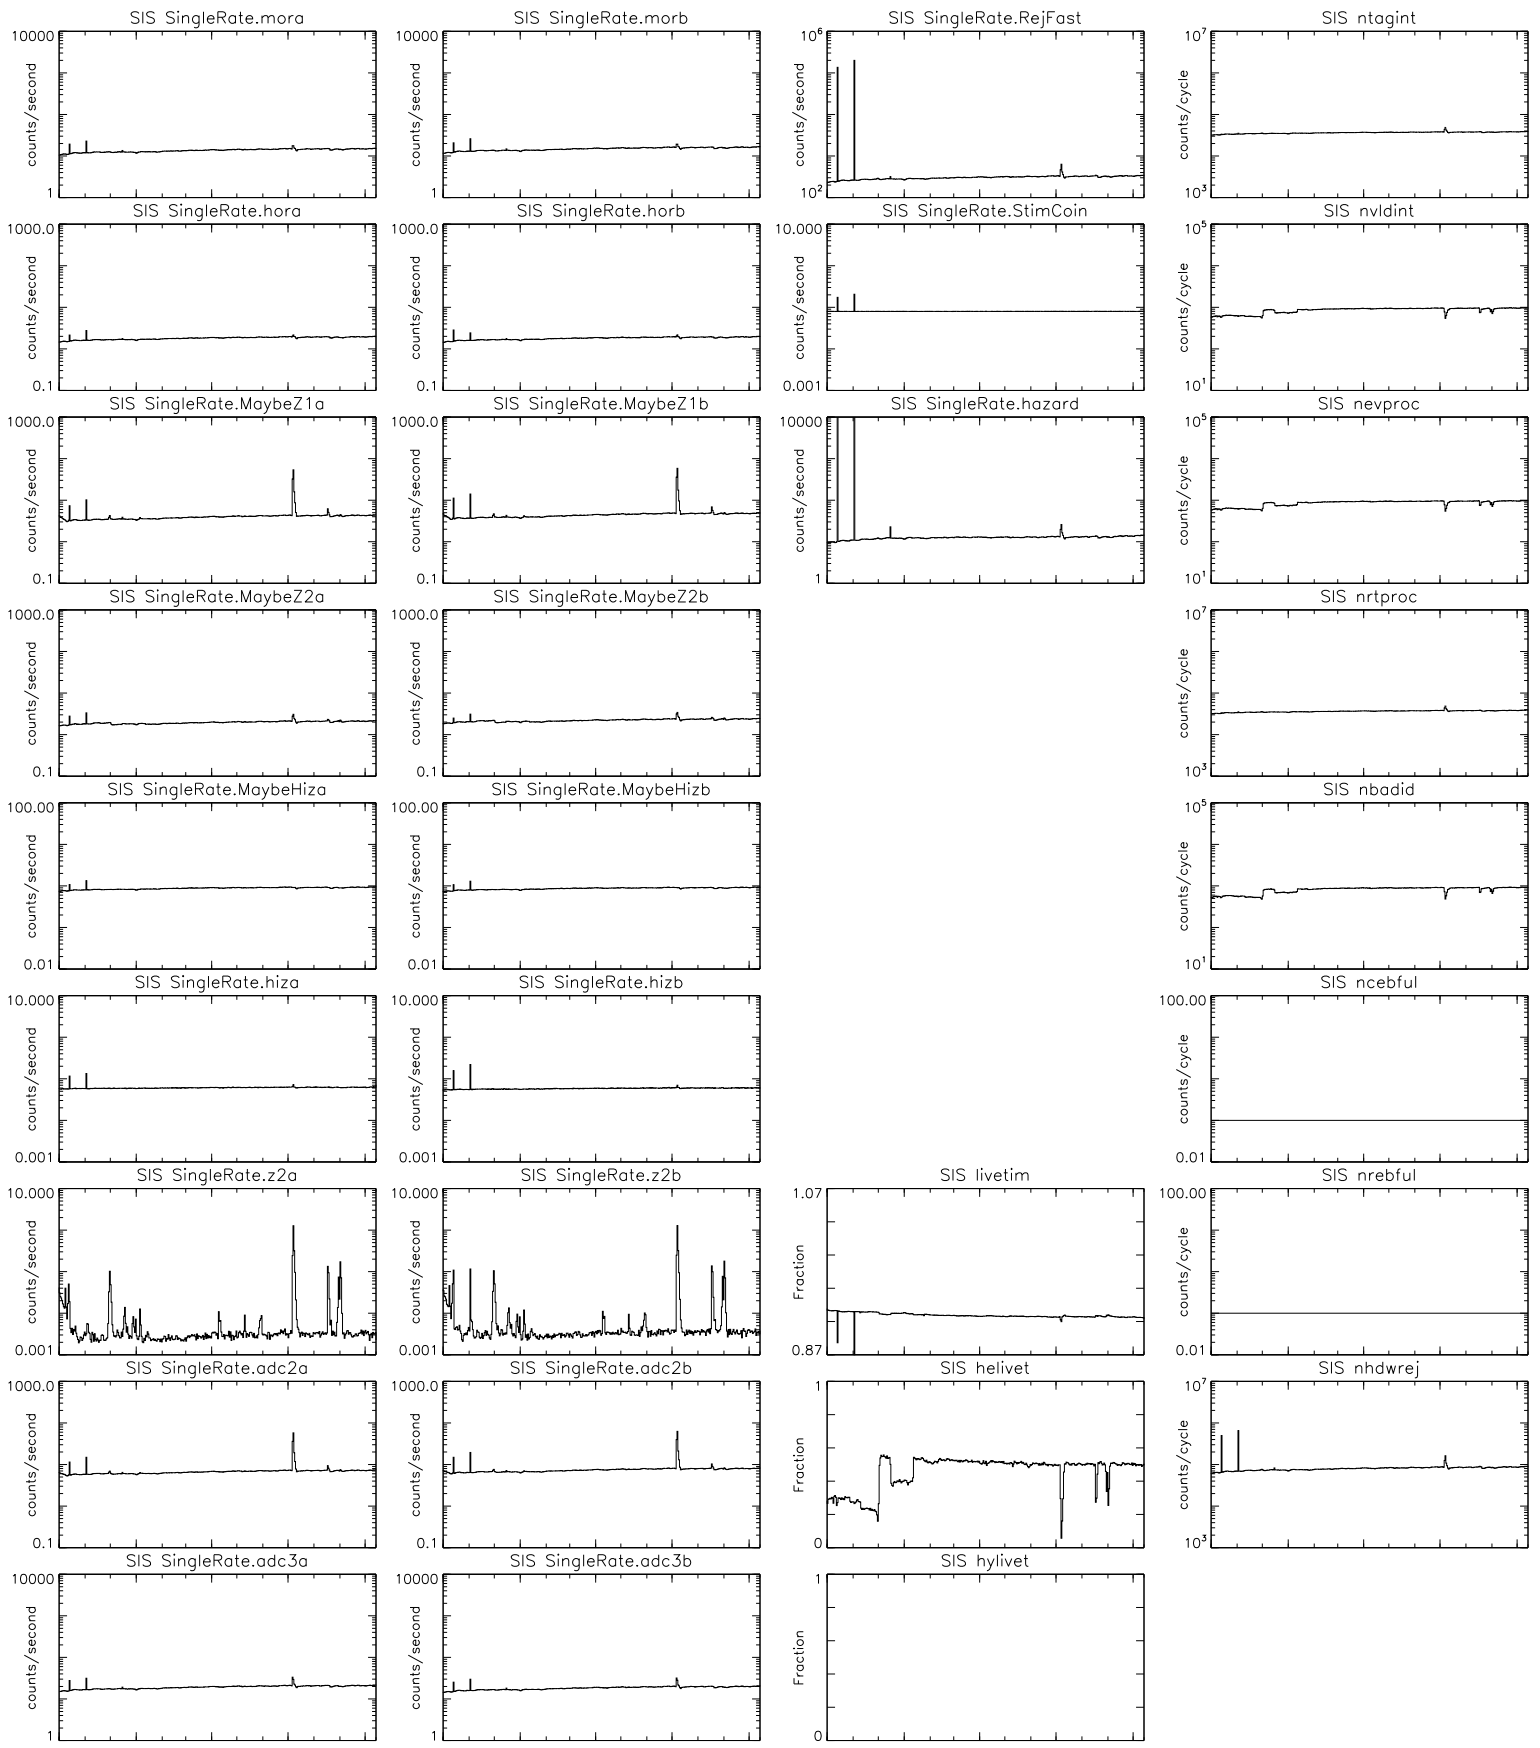 SIS SingleRate.mora
10000
counts/second
1
SIS SingleRate.morb
10000
counts/second
1
SIS SingleRate.RejFast
10⁶
counts/second
10²
SIS ntagint
10⁷
counts/cycle
10³
SIS SingleRate.hora
1000.0
counts/second
0.1
SIS SingleRate.horb
1000.0
counts/second
0.1
SIS SingleRate.StimCoin
10.000
counts/second
0.001
SIS nvldint
10⁵
counts/cycle
10¹
SIS SingleRate.MaybeZ1a
1000.0
counts/second
0.1
SIS SingleRate.MaybeZ1b
1000.0
counts/second
0.1
SIS SingleRate.hazard
10000
counts/second
1
SIS nevproc
10⁵
counts/cycle
10¹
SIS SingleRate.MaybeZ2a
1000.0
counts/second
0.1
SIS SingleRate.MaybeZ2b
1000.0
counts/second
0.1
SIS nrtproc
10⁷
counts/cycle
10³
SIS SingleRate.MaybeHiza
100.00
counts/second
0.01
SIS SingleRate.MaybeHizb
100.00
counts/second
0.01
SIS nbadid
10⁵
counts/cycle
10¹
SIS SingleRate.hiza
10.000
counts/second
0.001
SIS SingleRate.hizb
10.000
counts/second
0.001
SIS ncebful
100.00
counts/cycle
0.01
SIS SingleRate.z2a
10.000
counts/second
0.001
SIS SingleRate.z2b
10.000
counts/second
0.001
SIS livetim
1.07
Fraction
0.87
SIS nrebful
100.00
counts/cycle
0.01
SIS SingleRate.adc2a
1000.0
counts/second
0.1
SIS SingleRate.adc2b
1000.0
counts/second
0.1
SIS helivet
1
Fraction
0
SIS nhdwrej
10⁷
counts/cycle
10³
SIS SingleRate.adc3a
10000
counts/second
1
SIS SingleRate.adc3b
10000
counts/second
1
SIS hylivet
1
Fraction
0